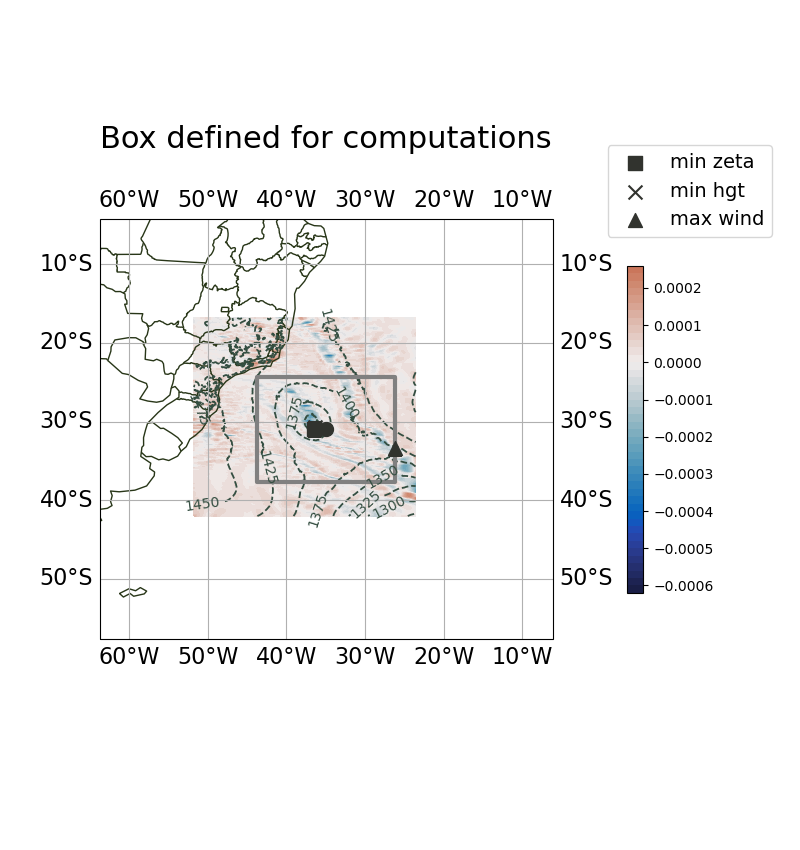 Box defined for computations
min zeta
min hgt
max wind
60°W 50°W 40°W 30°W 20°W 10°W
10°S 10°S
20°S 20°S
30°S 30°S
40°S 40°S
50°S 50°S
60°W 50°W 40°W 30°W 20°W 10°W
1425
1400
1375
1425
1350
1450
1375
1325
1300
0.0002
0.0001
0.0000
−0.0001
−0.0002
−0.0003
−0.0004
−0.0005
−0.0006